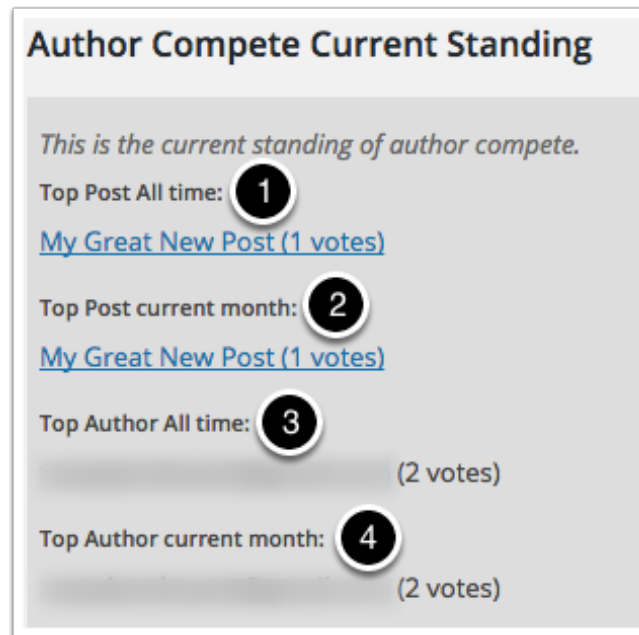 Author Compete Current Standing
This is the current standing of author compete.
Top Post All time: 1
My Great New Post (1 votes)
Top Post current month: 2
My Great New Post (1 votes)
Top Author All time: 3
(2 votes)
Top Author current month: 4
(2 votes)